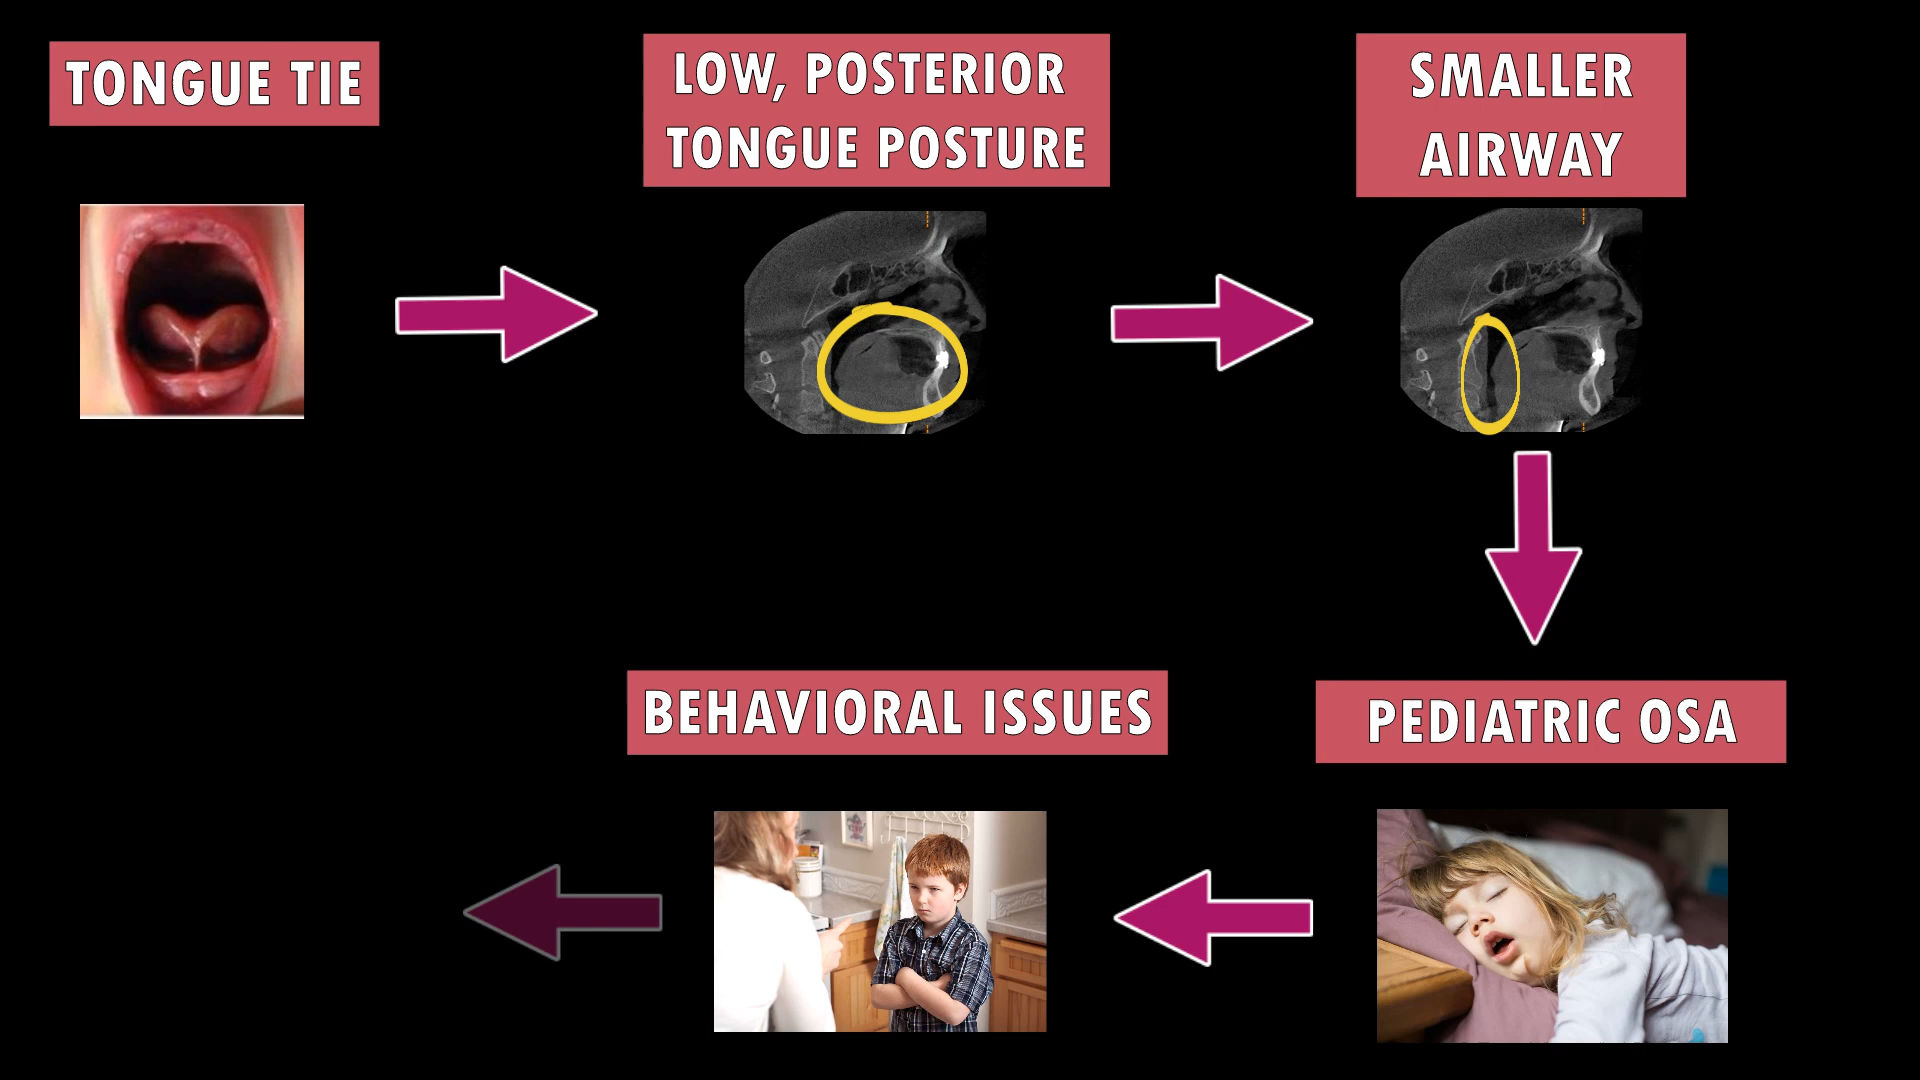 TONGUE TIE
LOW, POSTERIOR
TONGUE POSTURE
SMALLER
AIRWAY
PEDIATRIC OSA
BEHAVIORAL ISSUES